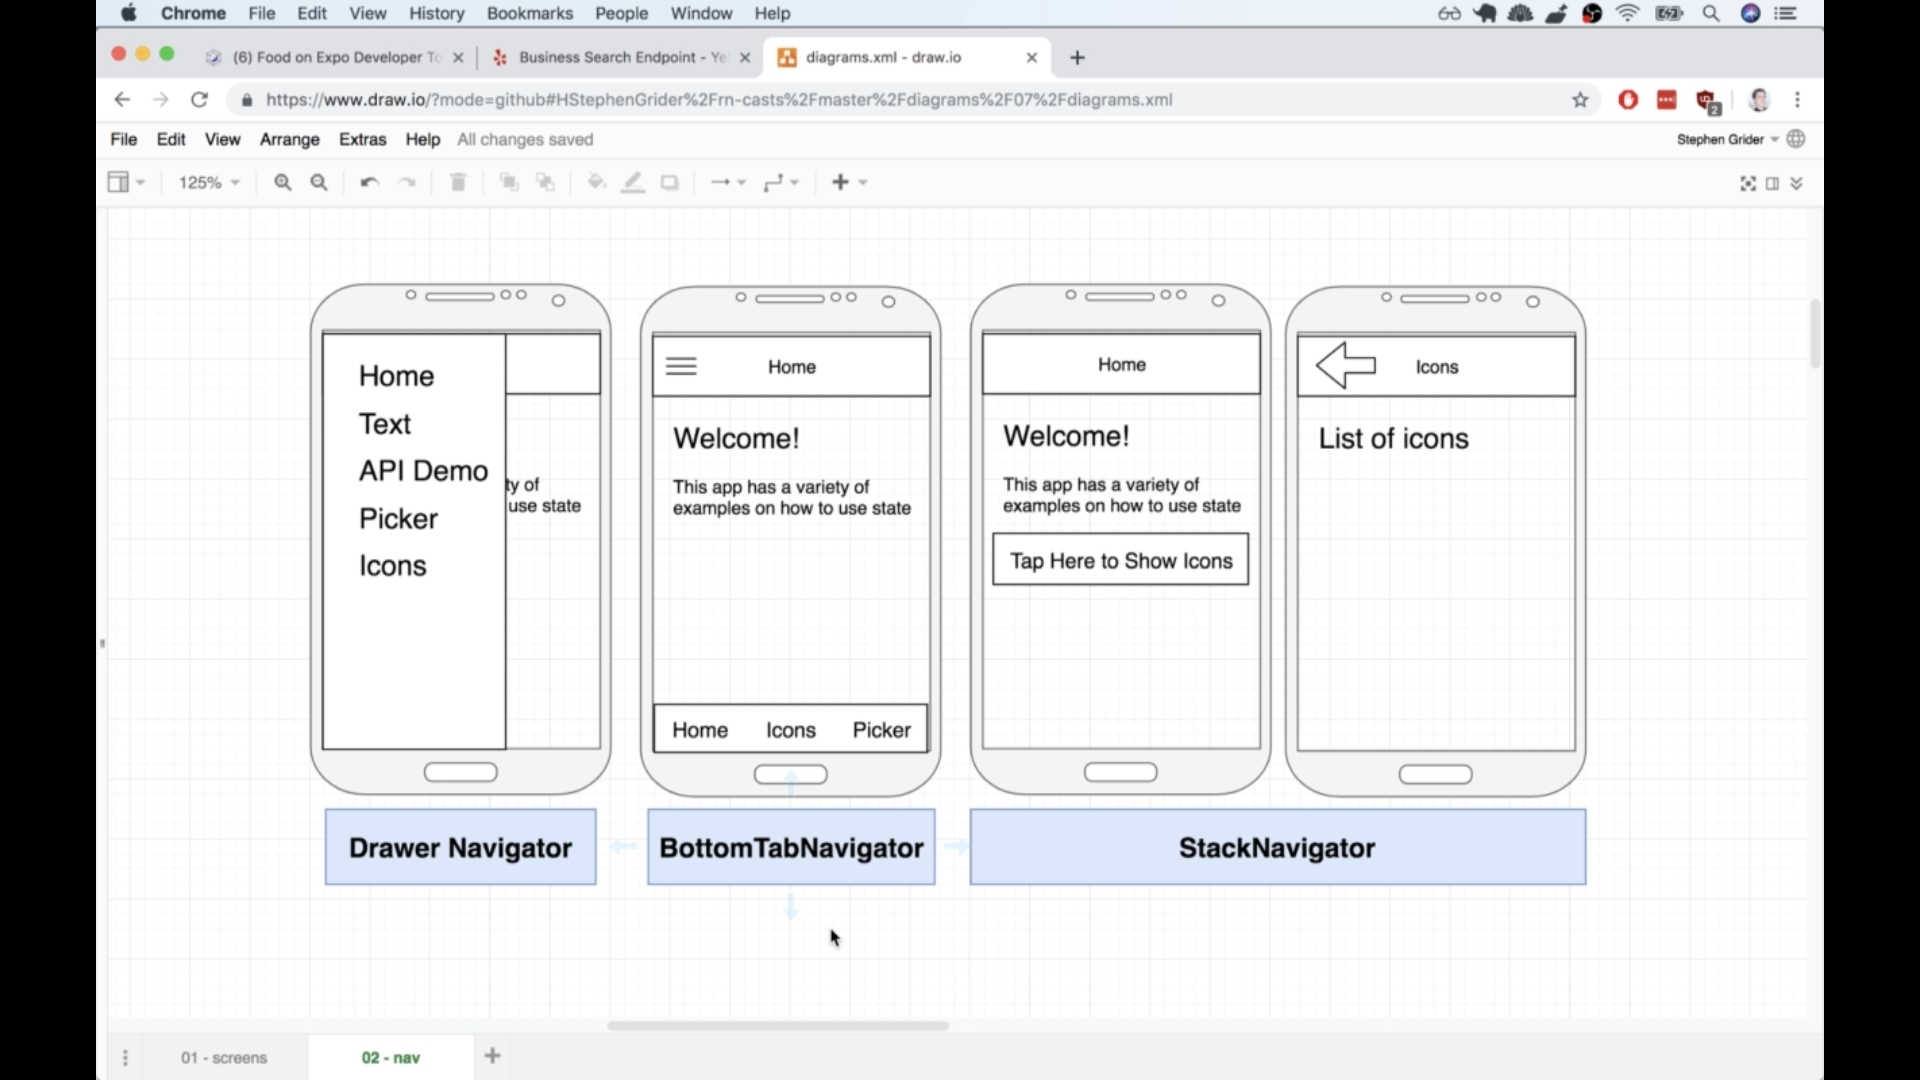 Chrome File Edit View History Bookmarks People Window Help
(6) Food on Expo Developer To
Business Search Endpoint - Ye
diagrams.xml - draw.io
https://www.draw.io/?mode=github#HStephenGrider%2Frn-casts%2Fmaster%2Fdiagrams%2F07%2Fdiagrams.xml
2
File Edit View Arrange Extras Help All changes saved
Stephen Grider
125%
Home
Text
API Demo
Picker
Icons
ty of
use state
Home
Welcome!
This app has a variety of
examples on how to use state
Home Icons Picker
Home
Welcome!
This app has a variety of
examples on how to use state
Tap Here to Show Icons
Icons
List of icons
Drawer Navigator
BottomTabNavigator
StackNavigator
01 - screens
02 - nav